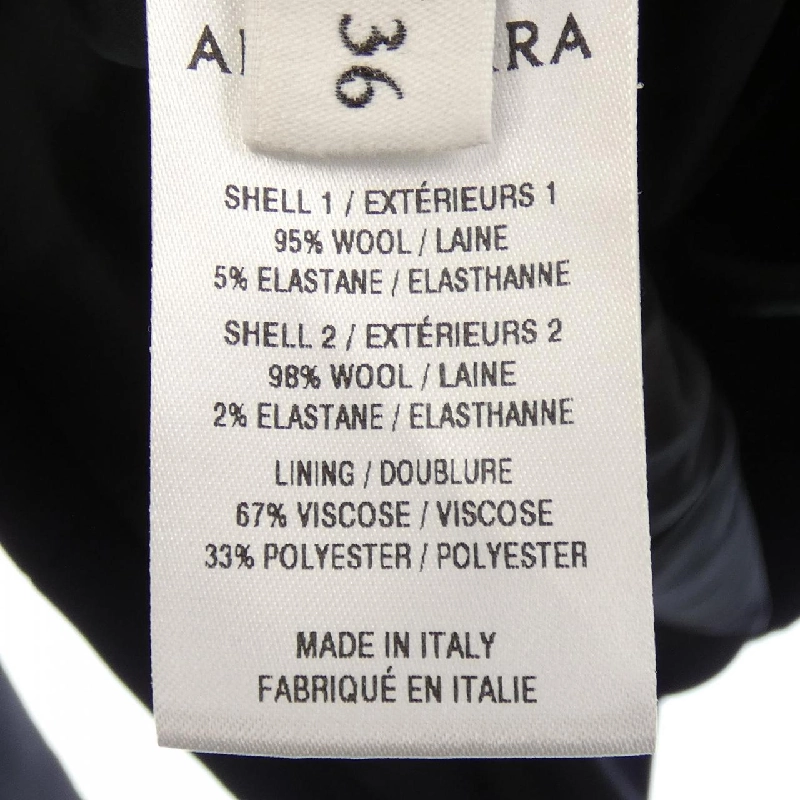 36
SHELL 1 / EXTÉRIEURS 1
95% WOOL / LAINE
5% ELASTANE / ELASTHANNE
SHELL 2 / EXTÉRIEURS 2
98% WOOL / LAINE
2% ELASTANE / ELASTHANNE
LINING / DOUBLURE
67% VISCOSE / VISCOSE
33% POLYESTER / POLYESTER
MADE IN ITALY
FABRIQUÉ EN ITALIE